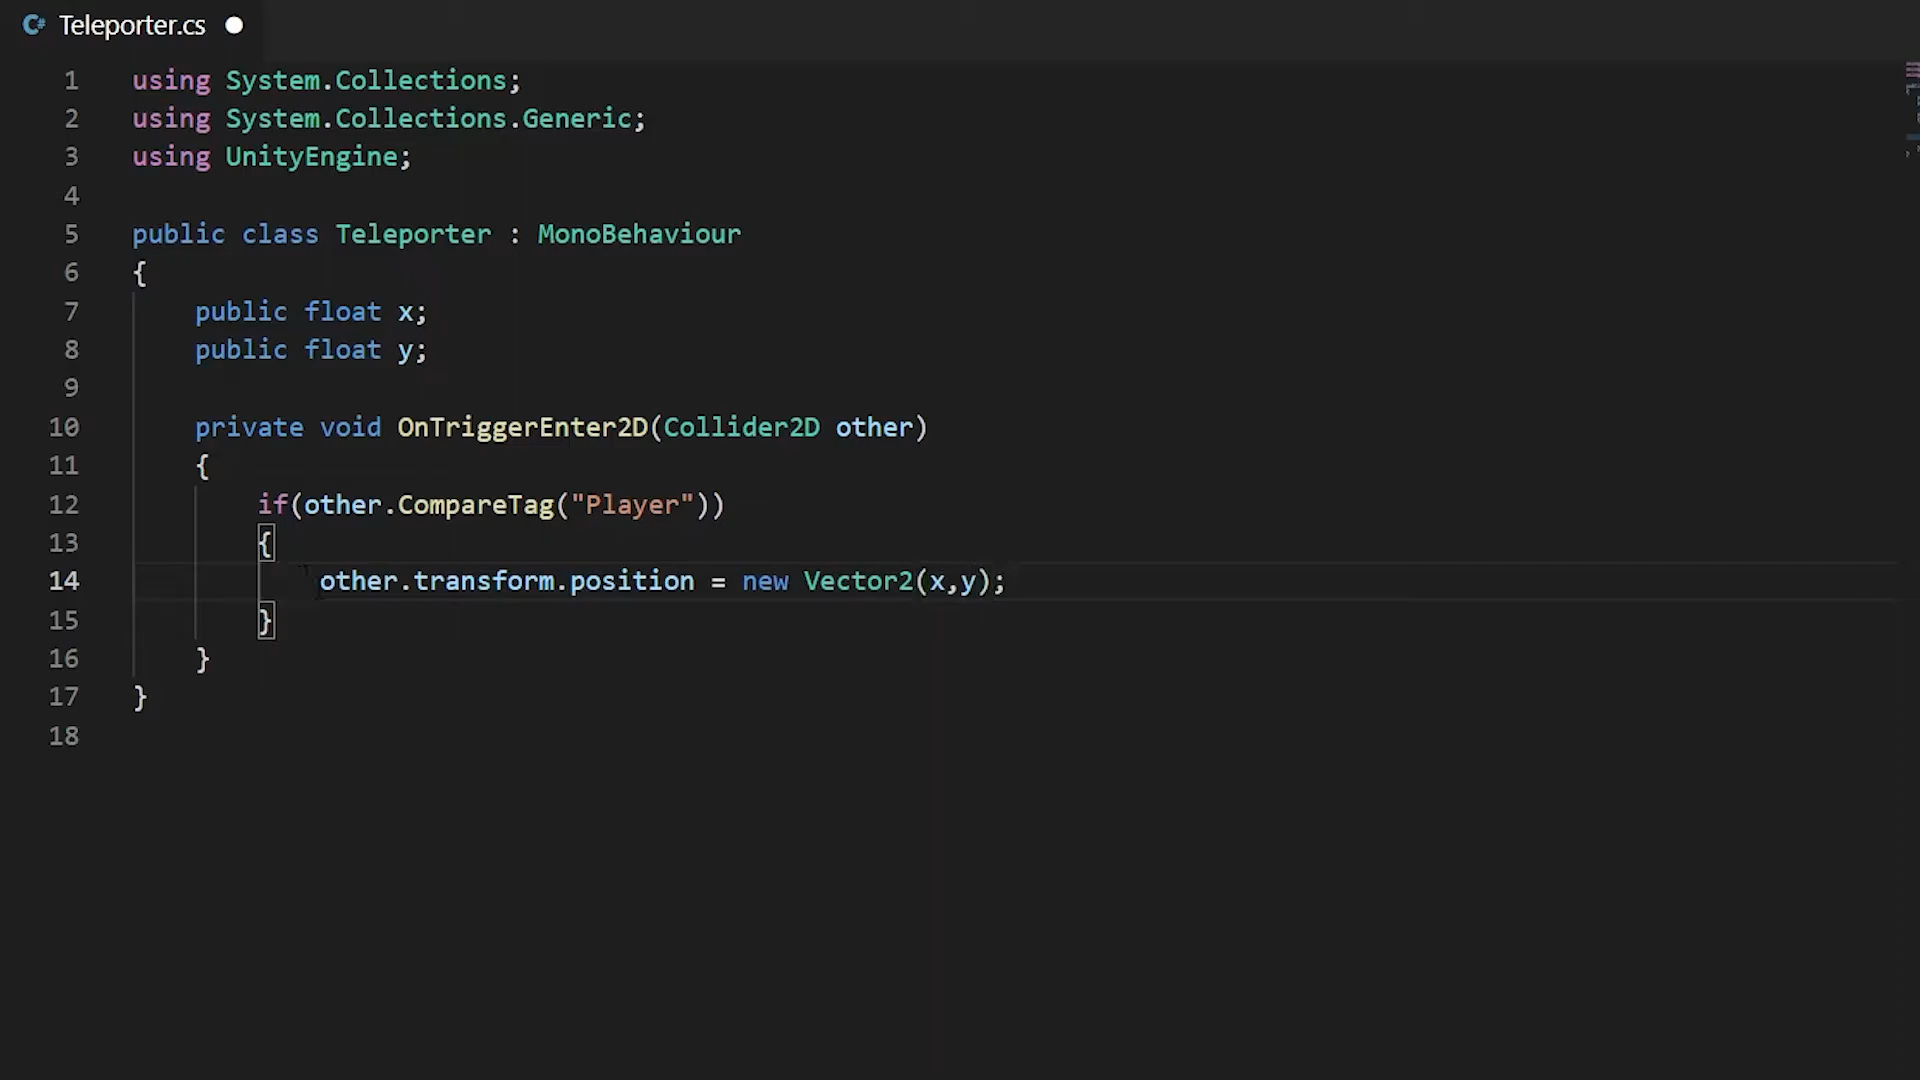 Teleporter.cs
1 using System.Collections;
2 using System.Collections.Generic;
3 using UnityEngine;
4
5 public class Teleporter : MonoBehaviour
6 {
7     public float x;
8     public float y;
9
10     private void OnTriggerEnter2D(Collider2D other)
11     {
12         if(other.CompareTag("Player"))
13         {
14             other.transform.position = new Vector2(x,y);
15         }
16     }
17 }
18